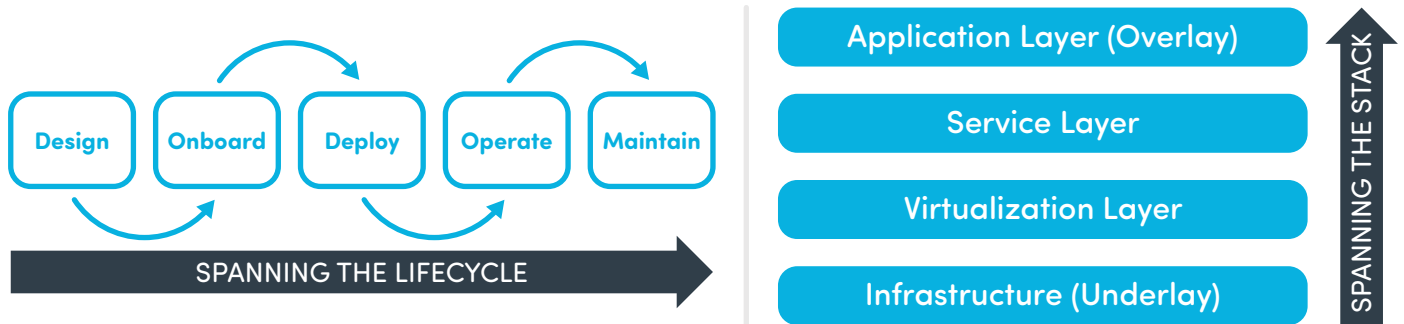 Design
Onboard
Deploy
Operate
Maintain
SPANNING THE LIFECYCLE
Application Layer (Overlay)
Service Layer
Virtualization Layer
Infrastructure (Underlay)
SPANNING THE STACK